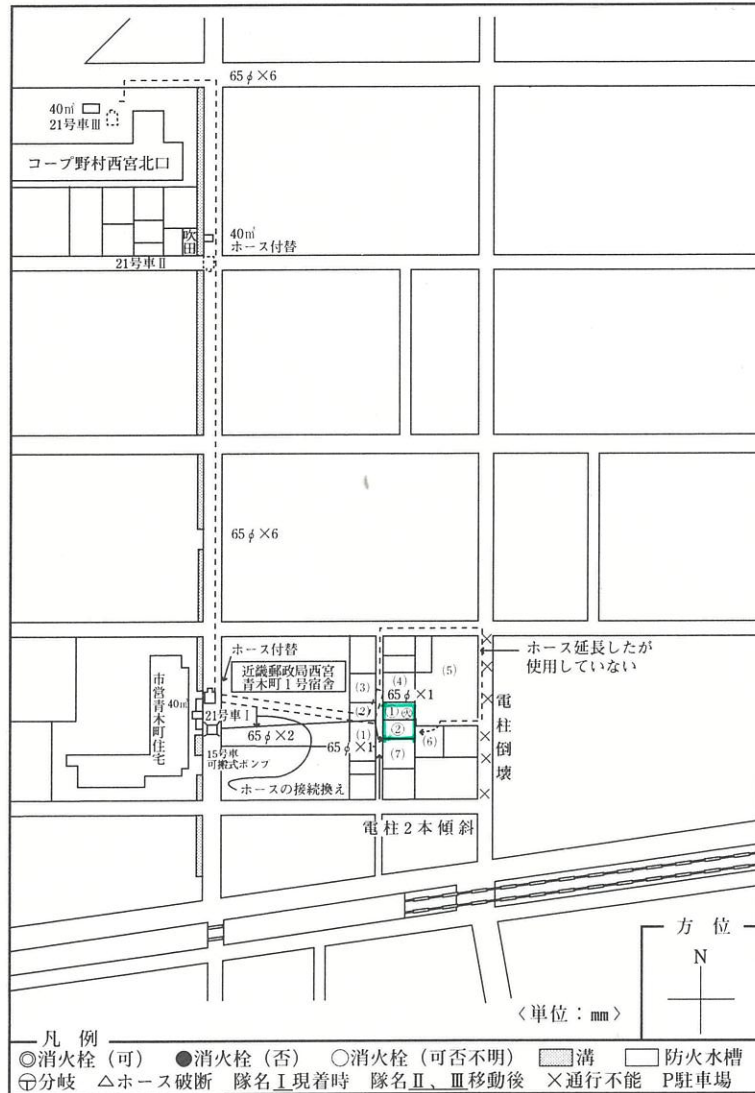 65φ×6
40㎥
21号車Ⅲ
コープ野村西宮北口
吹田
40㎥
ホース付替
21号車Ⅱ
65φ×6
ホース付替
近畿郵政局西宮
青木町1号宿舎
ホース延長したが
使用していない
市営青木町住宅
40㎥
21号車Ⅰ
15号車
可搬式ポンプ
65φ×2
65φ×1
ホースの接続換え
(3)
(2)
(1)
(4)
65φ×1
(5)
①
火
②
(6)
(7)
電柱倒壊
電柱2本傾斜
方位
N
〈単位:㎜〉
凡例
◎消火栓(可) ●消火栓(否) ○消火栓(可否不明) 溝 防火水槽
分岐 △ホース破断 隊名Ⅰ現着時 隊名Ⅱ、Ⅲ移動後 ×通行不能 P駐車場